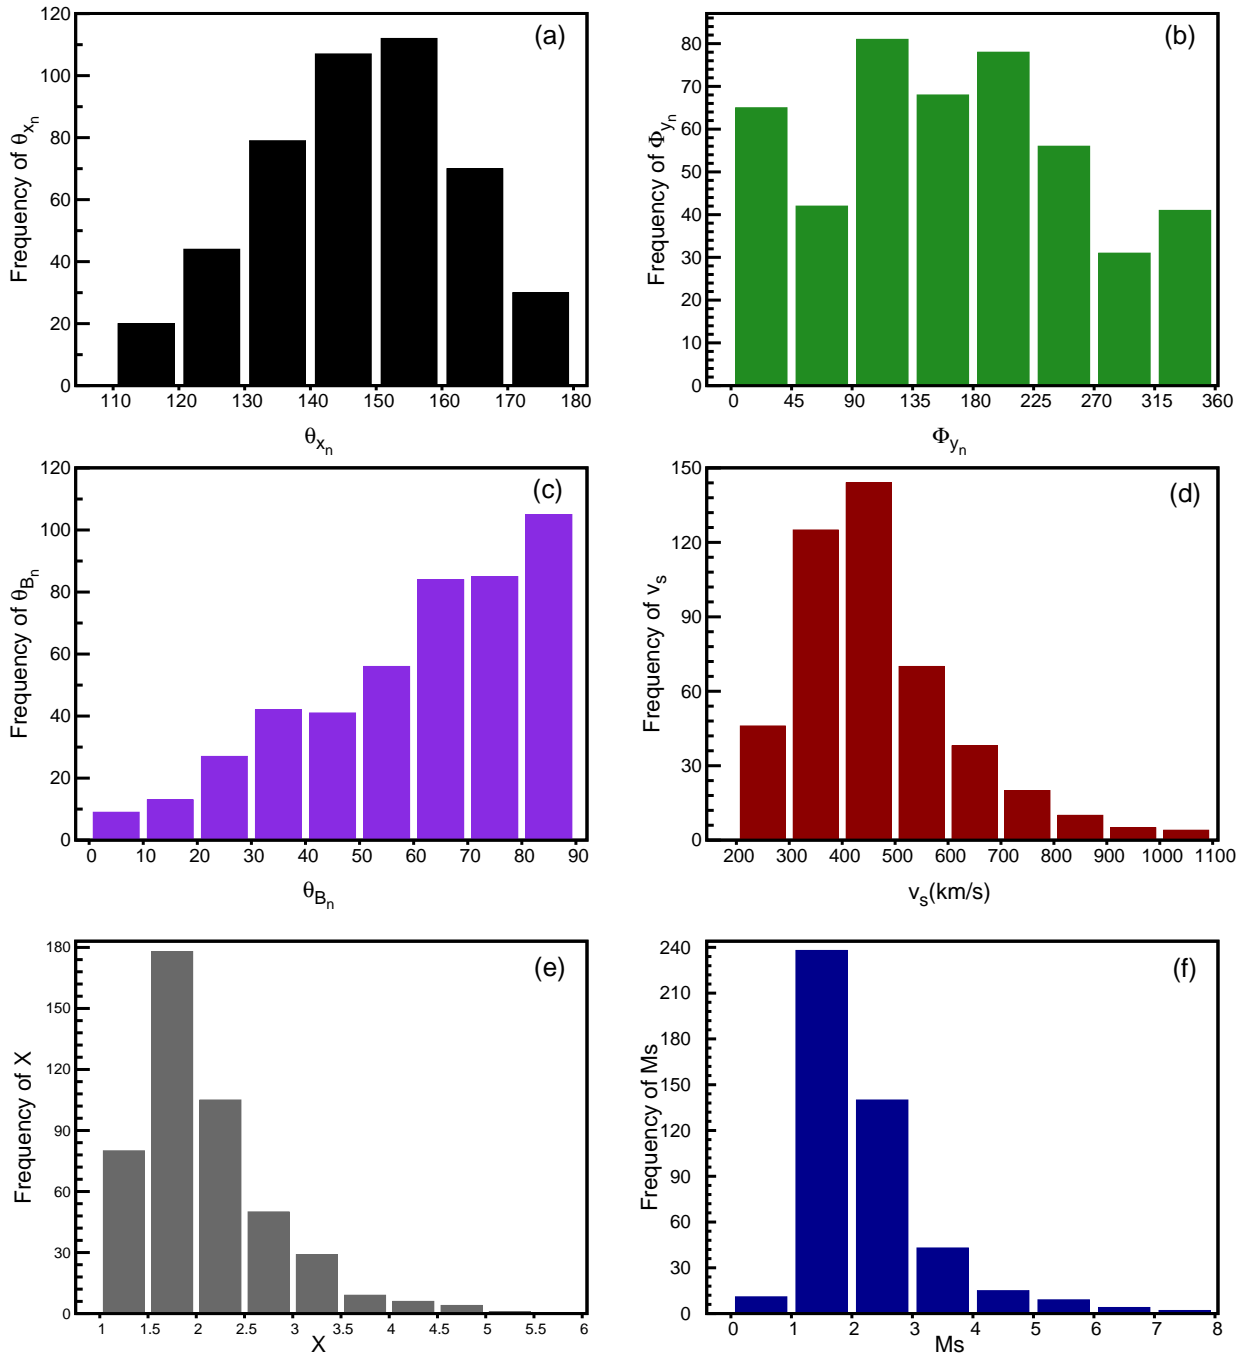 (a)
Frequency of θxn
120
100
80
60
40
20
0
110 120 130 140 150 160 170 180
θxn
(b)
Frequency of Φyn
80
70
60
50
40
30
20
10
0
0 45 90 135 180 225 270 315 360
Φyn
(c)
Frequency of θBn
120
100
80
60
40
20
0
0 10 20 30 40 50 60 70 80 90
θBn
(d)
Frequency of vs
150
120
90
60
30
0
200 300 400 500 600 700 800 900 1000 1100
vs(km/s)
(e)
Frequency of X
180
150
120
90
60
30
0
1 1.5 2 2.5 3 3.5 4 4.5 5 5.5 6
X
(f)
Frequency of Ms
240
210
180
150
120
90
60
30
0
0 1 2 3 4 5 6 7 8
Ms